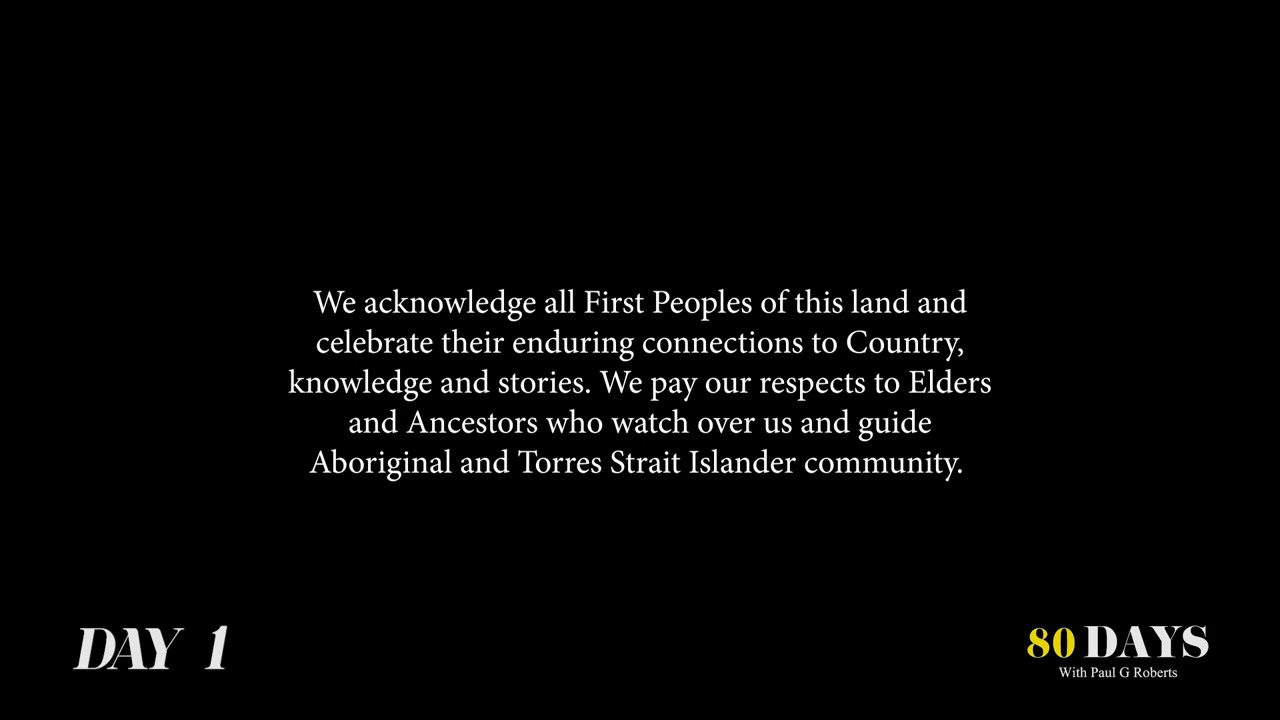 We acknowledge all First Peoples of this land and
celebrate their enduring connections to Country,
knowledge and stories. We pay our respects to Elders
and Ancestors who watch over us and guide
Aboriginal and Torres Strait Islander community.
DAY 1
80 DAYS
With Paul G Roberts